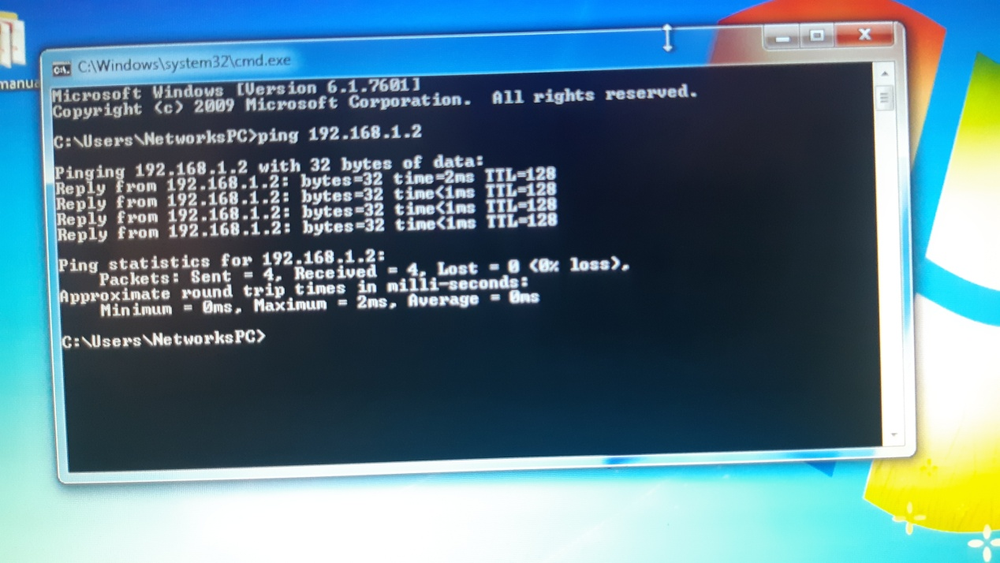 manua
C:\Windows\system32\cmd.exe
Microsoft Windows [Version 6.1.7601]
Copyright (c) 2009 Microsoft Corporation.  All rights reserved.
C:\Users\NetworksPC>ping 192.168.1.2
Pinging 192.168.1.2 with 32 bytes of data:
Reply from 192.168.1.2: bytes=32 time=2ms TTL=128
Reply from 192.168.1.2: bytes=32 time<1ms TTL=128
Reply from 192.168.1.2: bytes=32 time<1ms TTL=128
Reply from 192.168.1.2: bytes=32 time<1ms TTL=128
Ping statistics for 192.168.1.2:
    Packets: Sent = 4, Received = 4, Lost = 0 (0% loss),
Approximate round trip times in milli-seconds:
    Minimum = 0ms, Maximum = 2ms, Average = 0ms
C:\Users\NetworksPC>